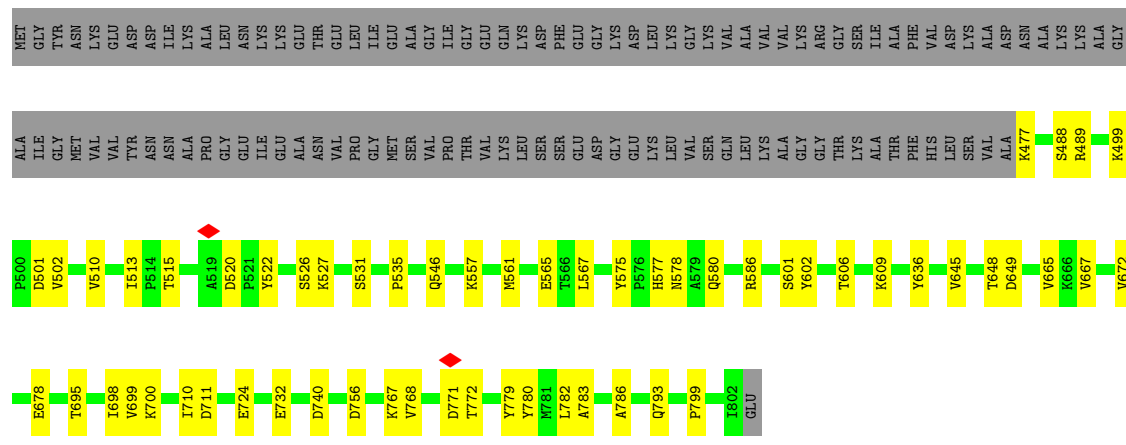 MET GLY TYR ASN LYS GLU ASP ASP ILE LYS ALA LEU ASN LYS LYS GLU THR GLU LEU ILE GLU ALA GLY ILE GLY GLU GLN LYS ASP PHE GLU GLY LYS ASP LEU LYS GLY LYS VAL ALA VAL VAL LYS ARG GLY SER ILE ALA PHE VAL ASP LYS ALA ASP ASN ALA LYS LYS ALA GLY
ALA ILE GLY MET VAL VAL TYR ASN ASN ALA PRO GLY GLU ILE GLU ALA ASN VAL PRO GLY MET SER VAL PRO THR VAL LYS LEU SER SER GLU ASP GLY GLU LYS LEU VAL SER GLN LEU LYS ALA GLY GLY THR LYS ALA THR PHE HIS LEU SER VAL ALA K477 S488 R489 K499
P500 D501 V502 V510 I513 P514 T515 A519 D520 P521 Y522 S526 K527 S531 P535 Q546 K557 M561 E565 T566 L567 Y575 P576 H577 N578 A579 Q580 R586 S601 Y602 T606 K609 Y636 V645 T648 D649 V665 K666 V667 V672
E678 T695 I698 V699 K700 I710 D711 E724 E732 D740 D756 K767 V768 D771 T772 Y779 Y780 M781 L782 A783 A786 Q793 P799 I802 GLU